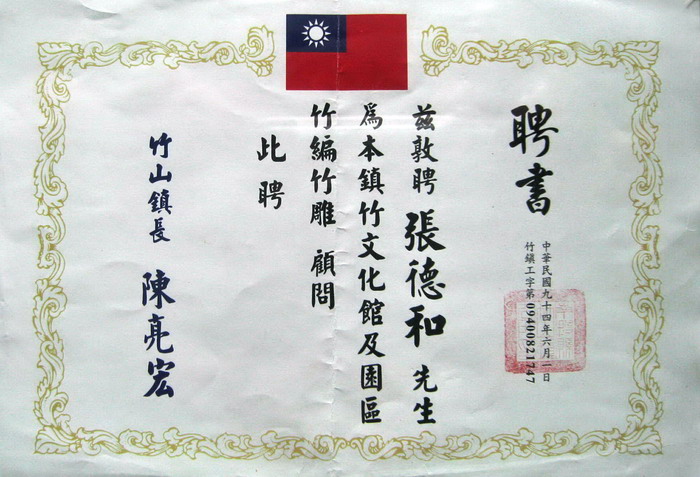 聘書
中華民國九十四年六月一日
竹鎮工字第09400821747
茲敦聘 張德和 先生
為本鎮竹文化館及園區
竹編竹雕 顧問
此聘
竹山鎮長 陳亮宏